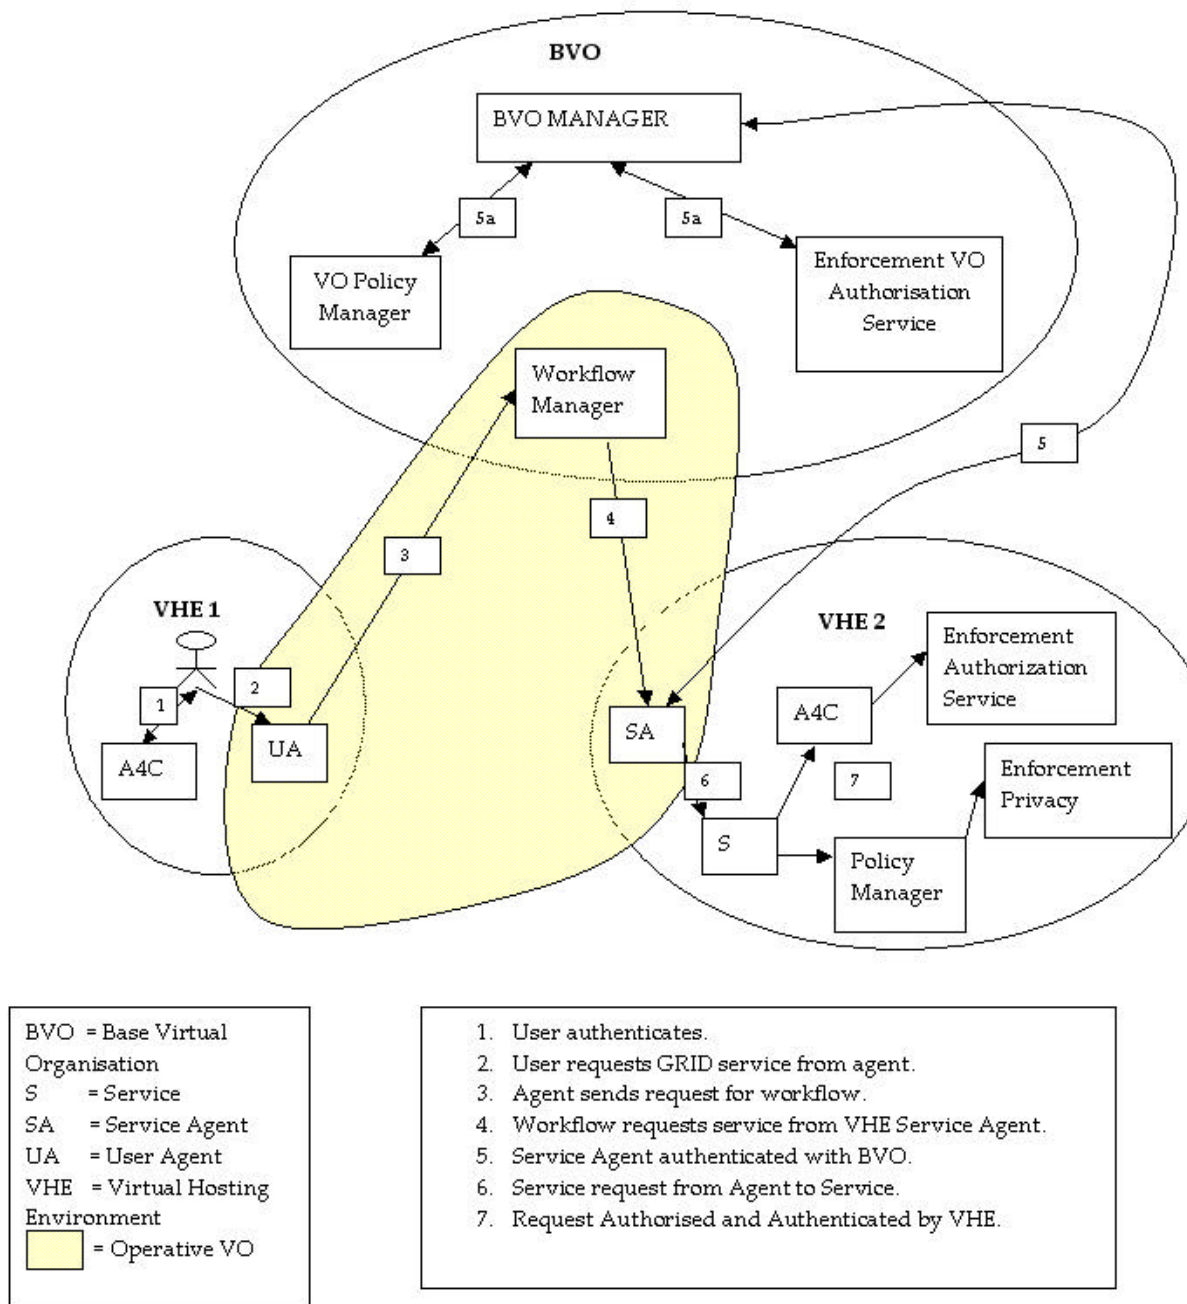 BVO
BVO MANAGER
5a
5a
VO Policy
Manager
Enforcement VO
Authorisation
Service
Workflow
Manager
5
4
3
VHE 1
VHE 2
Enforcement
Authorization
Service
2
1
A4C
UA
SA
A4C
6
7
Enforcement
Privacy
S
Policy
Manager
BVO = Base Virtual
Organisation
S = Service
SA = Service Agent
UA = User Agent
VHE = Virtual Hosting
Environment
= Operative VO
1. User authenticates.
2. User requests GRID service from agent.
3. Agent sends request for workflow.
4. Workflow requests service from VHE Service Agent.
5. Service Agent authenticated with BVO.
6. Service request from Agent to Service.
7. Request Authorised and Authenticated by VHE.